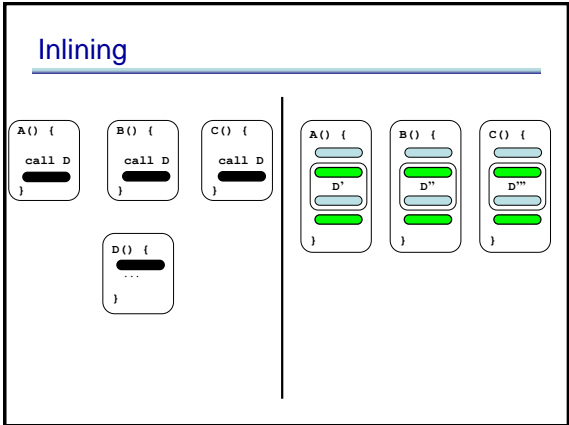 Inlining
A() {
call D
}
B() {
call D
}
C() {
call D
}
D() {
...
}
A() {
D'
}
B() {
D''
}
C() {
D'''
}